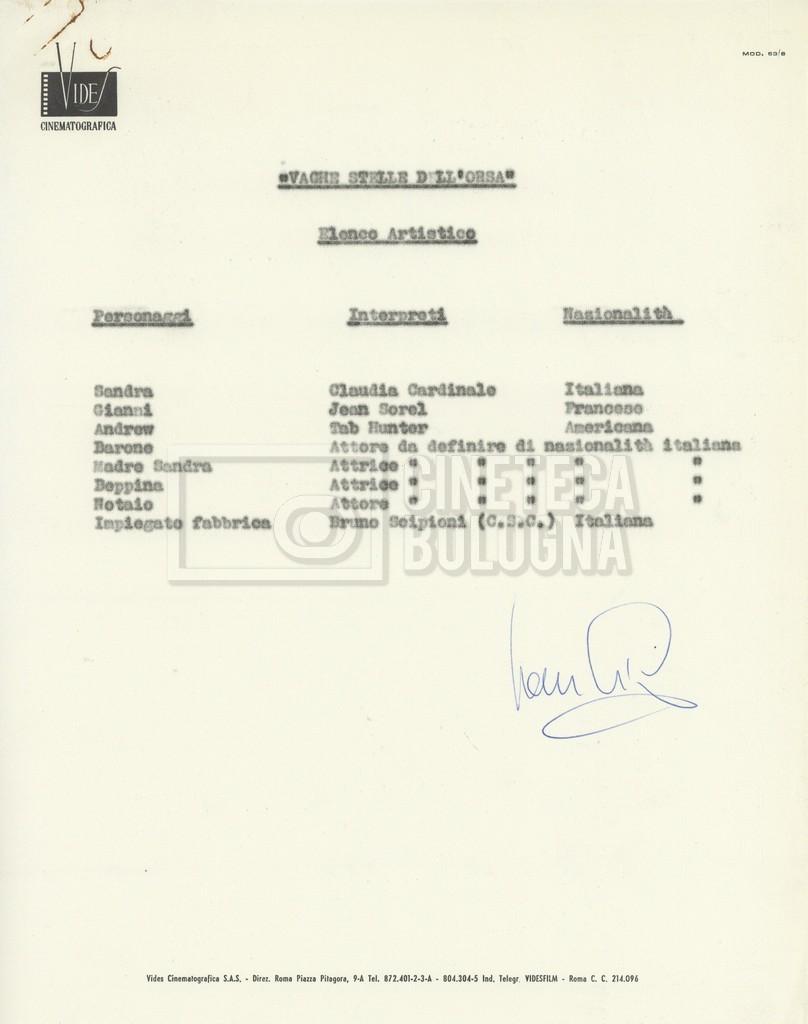 VIDES
CINEMATOGRAFICA
MOD. 63/8
"VAGHE STELLE DELL'ORSA"
Elenco Artistico
Personaggi Interpreti Nazionalità
Sandra Claudia Cardinale Italiana
Gianni Jean Sorel Francese
Andrew Tab Hunter Americana
Barone Attore da definire di nazionalità italiana
Madre Sandra Attrice " " " " "
Beppina Attrice " " " " "
Notaio Attore " " " " "
Impiegato fabbrica Bruno Scipioni (C.S.C.) Italiana
CINETECA
BOLOGNA
Vides Cinematografica S.A.S. - Direz. Roma Piazza Pitagora, 9-A Tel. 872.401-2-3-A - 804.304-5 Ind. Telegr. VIDESFILM - Roma C. C. 214.096